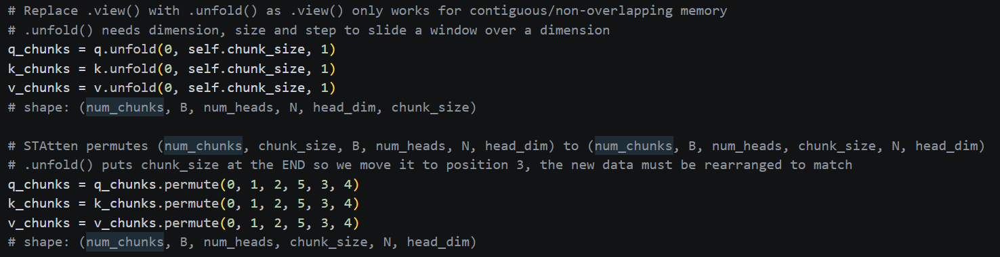 # Replace .view() with .unfold() as .view() only works for contiguous/non-overlapping memory
# .unfold() needs dimension, size and step to slide a window over a dimension
q_chunks = q.unfold(0, self.chunk_size, 1)
k_chunks = k.unfold(0, self.chunk_size, 1)
v_chunks = v.unfold(0, self.chunk_size, 1)
# shape: (num_chunks, B, num_heads, N, head_dim, chunk_size)
# STAtten permutes (num_chunks, chunk_size, B, num_heads, N, head_dim) to (num_chunks, B, num_heads, chunk_size, N, head_dim)
# .unfold() puts chunk_size at the END so we move it to position 3, the new data must be rearranged to match
q_chunks = q_chunks.permute(0, 1, 2, 5, 3, 4)
k_chunks = k_chunks.permute(0, 1, 2, 5, 3, 4)
v_chunks = v_chunks.permute(0, 1, 2, 5, 3, 4)
# shape: (num_chunks, B, num_heads, chunk_size, N, head_dim)